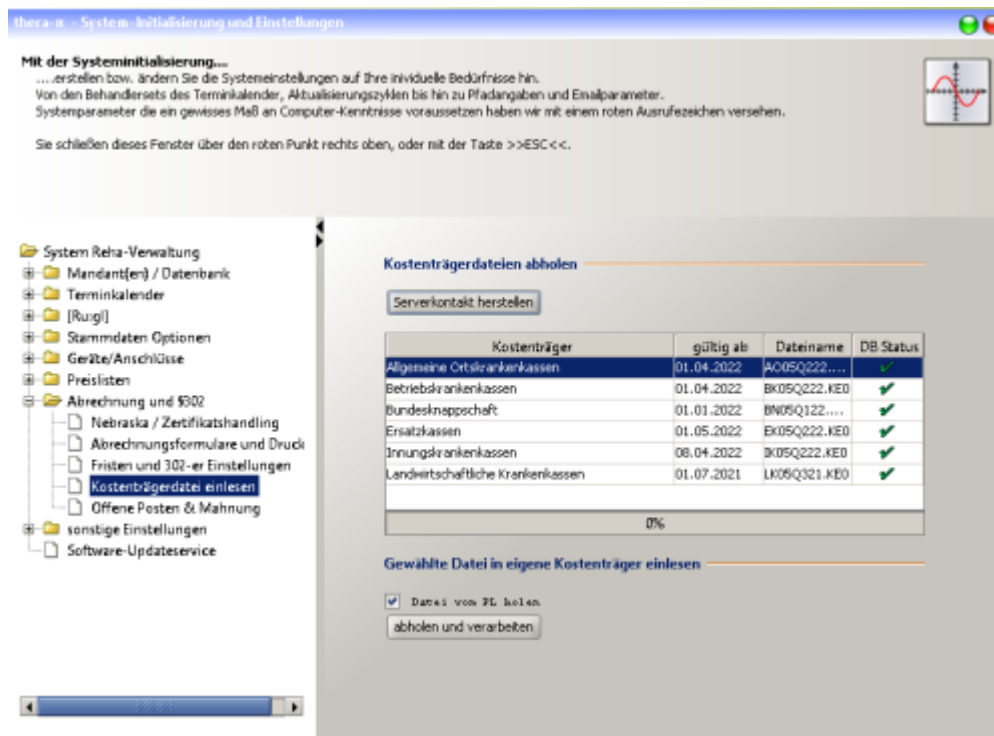 thera-π - System-Initialisierung und Einstellungen
Mit der Systeminitialisierung...
....erstellen bzw. ändern Sie die Systemeinstellungen auf Ihre inividuelle Bedürfnisse hin.
Von den Behandlersets des Terminkalender, Aktualisierungszyklen bis hin zu Pfadangaben und Emailparameter.
Systemparameter die ein gewisses Maß an Computer-Kenntnisse voraussetzen haben wir mit einem roten Ausrufezeichen versehen.
Sie schließen dieses Fenster über den roten Punkt rechts oben, oder mit der Taste >>ESC<<.
System Reha-Verwaltung
Mandant(en) / Datenbank
Terminkalender
[Ru:gl]
Stammdaten Optionen
Geräte/Anschlüsse
Preislisten
Abrechnung und §302
Nebraska / Zertifikatshandling
Abrechnungsformulare und Druck
Fristen und 302-er Einstellungen
Kostenträgerdatei einlesen
Offene Posten & Mahnung
sonstige Einstellungen
Software-Updateservice
Kostenträgerdateien abholen
Serverkontakt herstellen
Kostenträger gültig ab Dateiname DB Status
Allgemeine Ortskrankenkassen 01.04.2022 AO05Q222....
Betriebskrankenkassen 01.04.2022 BK05Q222.KE0
Bundesknappschaft 01.01.2022 BN05Q122....
Ersatzkassen 01.05.2022 EK05Q222.KE0
Innungskrankenkassen 08.04.2022 IK05Q222.KE0
Landwirtschaftliche Krankenkassen 01.07.2021 LK05Q321.KE0
0%
Gewählte Datei in eigene Kostenträger einlesen
Datei vom PL holen
abholen und verarbeiten